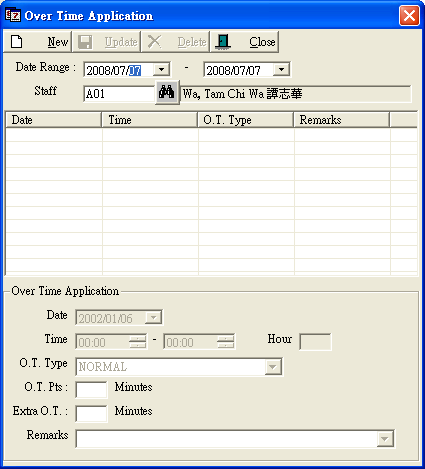 Over Time Application
New Update Delete Close
Date Range : 2008/07/07 - 2008/07/07
Staff A01 Wa, Tam Chi Wa 譚志華
Date Time O.T. Type Remarks
Over Time Application
Date 2002/01/06
Time 00:00 - 00:00 Hour
O.T. Type NORMAL
O.T. Pts : Minutes
Extra O.T. : Minutes
Remarks